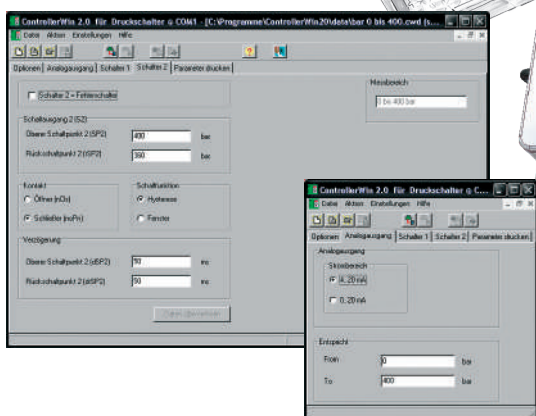 ControllerWin 2.0 für Druckschalter @ COM1 - [C:\Programme\ControllerWin20\data\bar 0 bis 400.cwd (s...
Datei Aktion Einstellungen Hilfe
Optionen Analogausgang Schalter 1 Schalter 2 Parameter drucken
Schalter 2 = Fehlerschalter
Messbereich
0 bis 400 bar
Schaltausgang 2 (S2)
Oberer Schaltpunkt 2 (SP2) 400 bar
Rückschaltpunkt 2 (rSP2) 360 bar
Kontakt
Schaltfunktion
Öffner (nOs) Hysterese
Schließer (noPn) Fenster
Verzögerung
Oberer Schaltpunkt 2 (dSP2) 50 ms
Rückschaltpunkt 2 (drSP2) 50 ms
ControllerWin 2.0 für Druckschalter @ C...
Datei Aktion Einstellungen Hilfe
Optionen Analogausgang Schalter 1 Schalter 2 Parameter drucken
Analogausgang
Strombereich
4..20 mA
0..20 mA
Entspricht
From 0 bar
To 400 bar